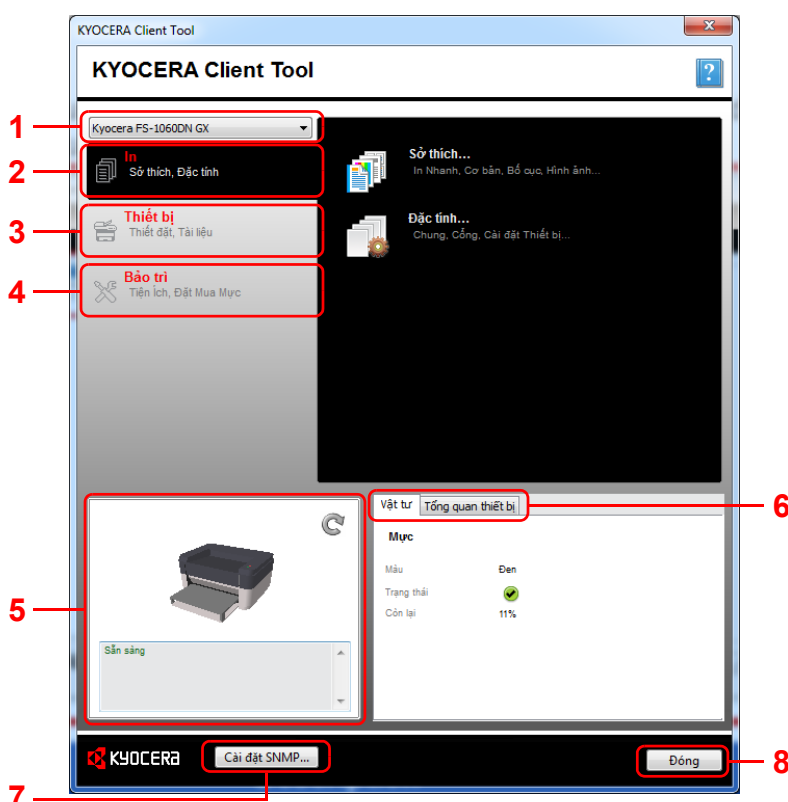 KYOCERA Client Tool
KYOCERA Client Tool
?
1
Kyocera FS-1060DN GX
2
In
Sở thích, Đặc tính
3
Thiết bị
Thiết đặt, Tài liệu
4
Bảo trì
Tiện Ích, Đặt Mua Mực
Sở thích...
In Nhanh, Cơ bản, Bố cục, Hình ảnh...
Đặc tính...
Chung, Cổng, Cài đặt Thiết bị...
5
Sẵn sàng
Vật tư
Tổng quan thiết bị
6
Mực
Màu Đen
Trạng thái
Còn lại 11%
KYOCERA
Cài đặt SNMP...
Đóng
8
7